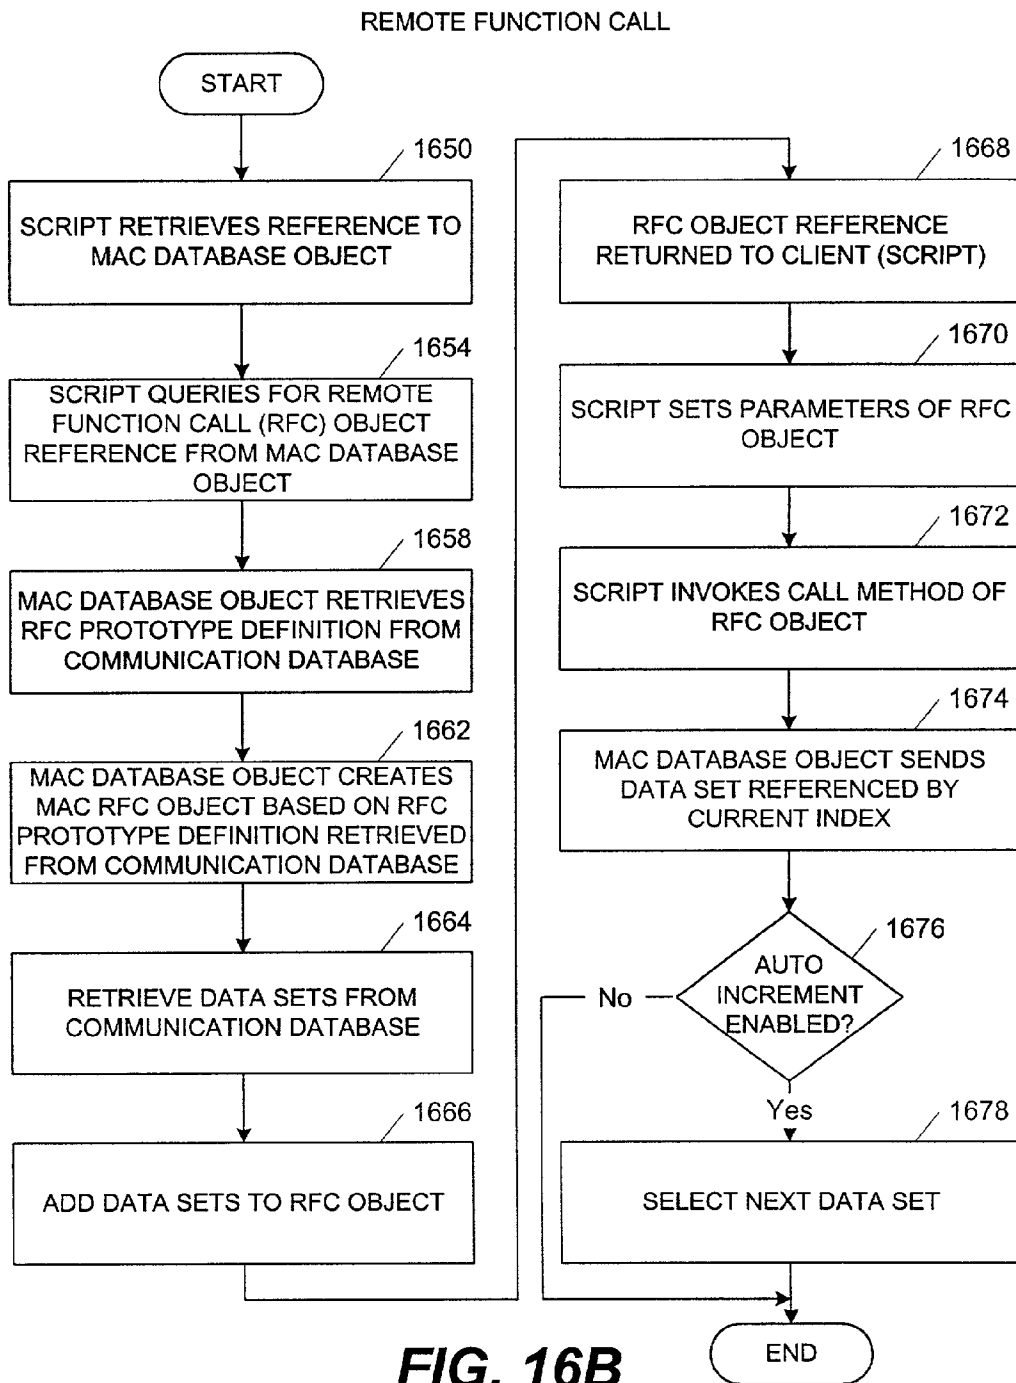 REMOTE FUNCTION CALL
START
1650
SCRIPT RETRIEVES REFERENCE TO
MAC DATABASE OBJECT
1654
SCRIPT QUERIES FOR REMOTE
FUNCTION CALL (RFC) OBJECT
REFERENCE FROM MAC DATABASE
OBJECT
1658
MAC DATABASE OBJECT RETRIEVES
RFC PROTOTYPE DEFINITION FROM
COMMUNICATION DATABASE
1662
MAC DATABASE OBJECT CREATES
MAC RFC OBJECT BASED ON RFC
PROTOTYPE DEFINITION RETRIEVED
FROM COMMUNICATION DATABASE
1664
RETRIEVE DATA SETS FROM
COMMUNICATION DATABASE
1666
ADD DATA SETS TO RFC OBJECT
1668
RFC OBJECT REFERENCE
RETURNED TO CLIENT (SCRIPT)
1670
SCRIPT SETS PARAMETERS OF RFC
OBJECT
1672
SCRIPT INVOKES CALL METHOD OF
RFC OBJECT
1674
MAC DATABASE OBJECT SENDS
DATA SET REFERENCED BY
CURRENT INDEX
1676
AUTO
INCREMENT
ENABLED?
No
Yes
1678
SELECT NEXT DATA SET
END
FIG. 16B